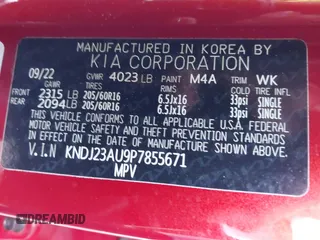 MANUFACTURED IN KOREA BY
KIA CORPORATION
09/22 GVWR 4023 LB PAINT M4A TRIM WK
GAWR TIRES RIMS COLD
FRONT 2315 LB 205/60R16 6.5Jx16 33psi SINGLE
REAR 2094 LB 205/60R16 6.5Jx16 33psi SINGLE
THIS VEHICLE CONFORMS TO ALL APPLICABLE U.S. FEDERAL
MOTOR VEHICLE SAFETY, BUMPER, AND THEFT PREVENTION STANDARDS
IN EFFECT ON THE DATE OF MANUFACTURE SHOWN ABOVE.
V.I.N KNDJ23AU9P7855671
MPV
DREAMBID